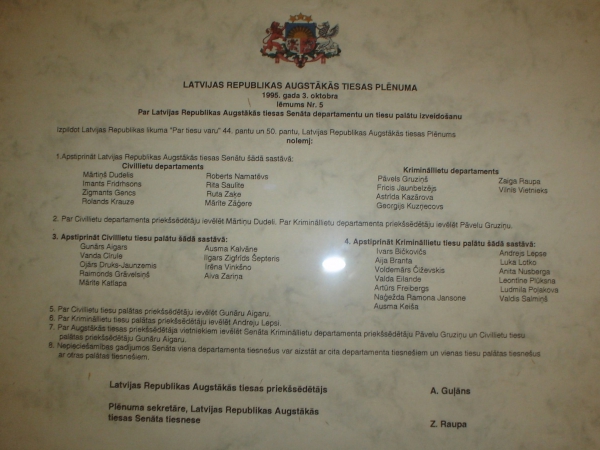 LATVIJAS REPUBLIKAS AUGSTĀKĀS TIESAS PLĒNUMA
1995. gada 3. oktobra
lēmums Nr. 5
Par Latvijas Republikas Augstākās tiesas Senāta departamentu un tiesu palātu izveidošanu
Izpildot Latvijas Republikas likuma "Par tiesu varu" 44. pantu un 50. pantu, Latvijas Republikas Augstākās tiesas Plēnums
nolemj:
1.Apstiprināt Latvijas Republikas Augstākās tiesas Senātu šādā sastāvā:
Civillietu departaments
Mārtiņš Dudelis Roberts Namatēvs
Imants Fridrihsons Rita Saulīte
Zigmants Gencs Ruta Zaķe
Rolands Krauze Mārīte Zāģere
Krimināllietu departaments
Pāvels Gruziņš Zaiga Raupa
Fricis Jaunbelzējs Vilnis Vietnieks
Astrīda Kazārova
Georgijs Kuzņecovs
2. Par Civillietu departamenta priekšsēdētāju ievēlēt Mārtiņu Dudeli. Par Krimināllietu departamenta priekšsēdētāju ievēlēt Pāvelu Gruziņu.
3. Apstiprināt Civillietu tiesu palātu šādā sastāvā:
Gunārs Aigars Ausma Kalvāne
Vanda Cīrule Ilgars Zigfrīds Šepteris
Ojārs Druks-Jaunzemis Irēna Vinkšno
Raimonds Grāvelsiņš Aiva Zariņa
Mārīte Katlapa
4. Apstiprināt Krimināllietu tiesu palātu šādā sastāvā:
Ivars Bičkovičs Andrejs Lepse
Aija Branta Luka Lotko
Voldemārs Čiževskis Anita Nusberga
Valda Eilande Leontīne Plūksna
Artūrs Freibergs Ludmila Poļakova
Nadežda Ramona Jansone Valdis Salmiņš
Ausma Keiša
5. Par Civillietu tiesu palātas priekšsēdētāju ievēlēt Gunāru Aigaru.
6. Par Krimināllietu tiesu palātas priekšsēdētāju ievēlēt Andreju Lepsi.
7. Par Augstākās tiesas priekšsēdētāja vietniekiem ievēlēt Senāta Krimināllietu departamenta priekšsēdētāju Pāvelu Gruziņu un Civillietu tiesu
palātas priekšsēdētāju Gunāru Aigaru.
8. Nepieciešamības gadījumos Senāta viena departamenta tiesnešus var aizstāt ar cita departamenta tiesnešiem un vienas tiesu palātas tiesnešus
ar otras palātas tiesnešiem.
Latvijas Republikas Augstākās tiesas priekšsēdētājs A. Guļāns
Plēnuma sekretāre, Latvijas Republikas Augstākās
tiesas Senāta tiesnese Z. Raupa